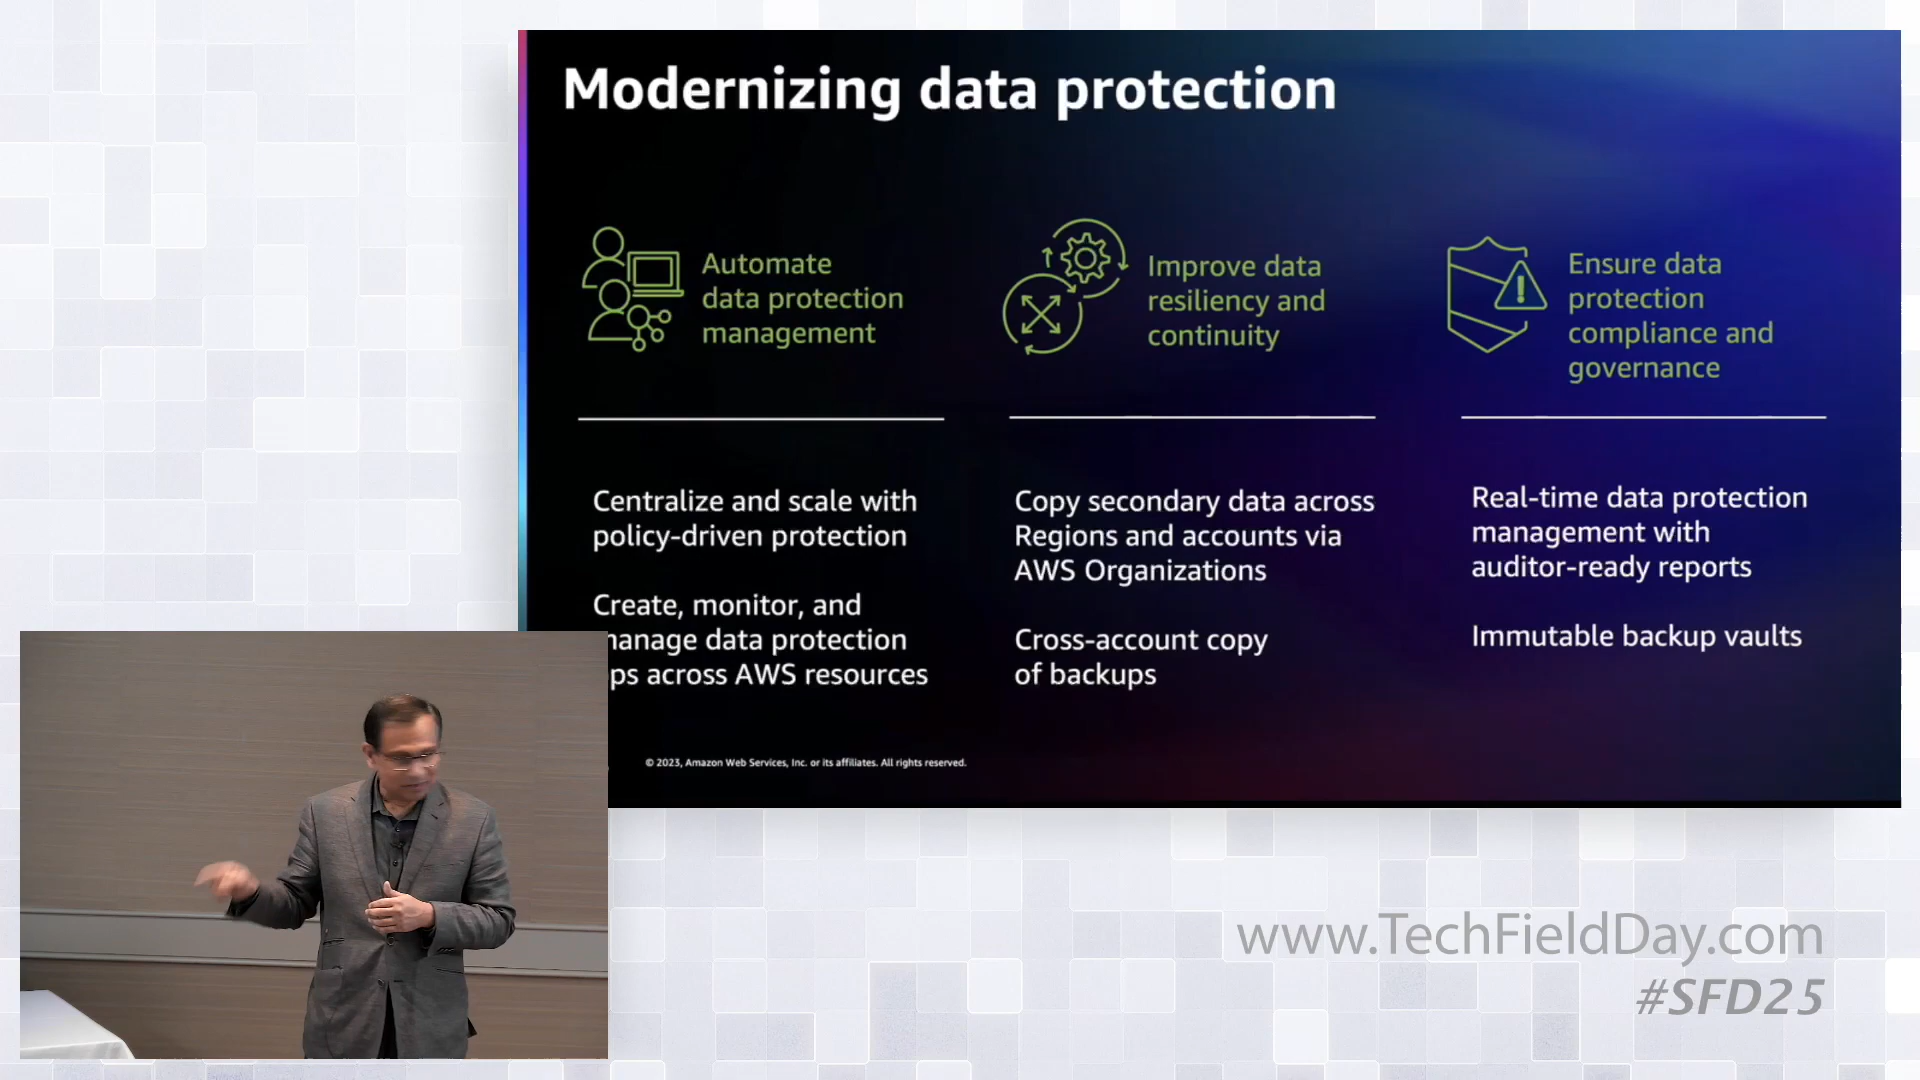 Modernizing data protection
Automate
data protection
management
Improve data
resiliency and
continuity
Ensure data
protection
compliance and
governance
Centralize and scale with
policy-driven protection
Create, monitor, and
data protection
across AWS resources
Copy secondary data across
Regions and accounts via
AWS Organizations
Cross-account copy
of backups
Real-time data protection
management with
auditor-ready reports
Immutable backup vaults
© 2023, Amazon Web Services, Inc. or its affiliates. All rights reserved.
www.TechFieldDay.com
#SFD25